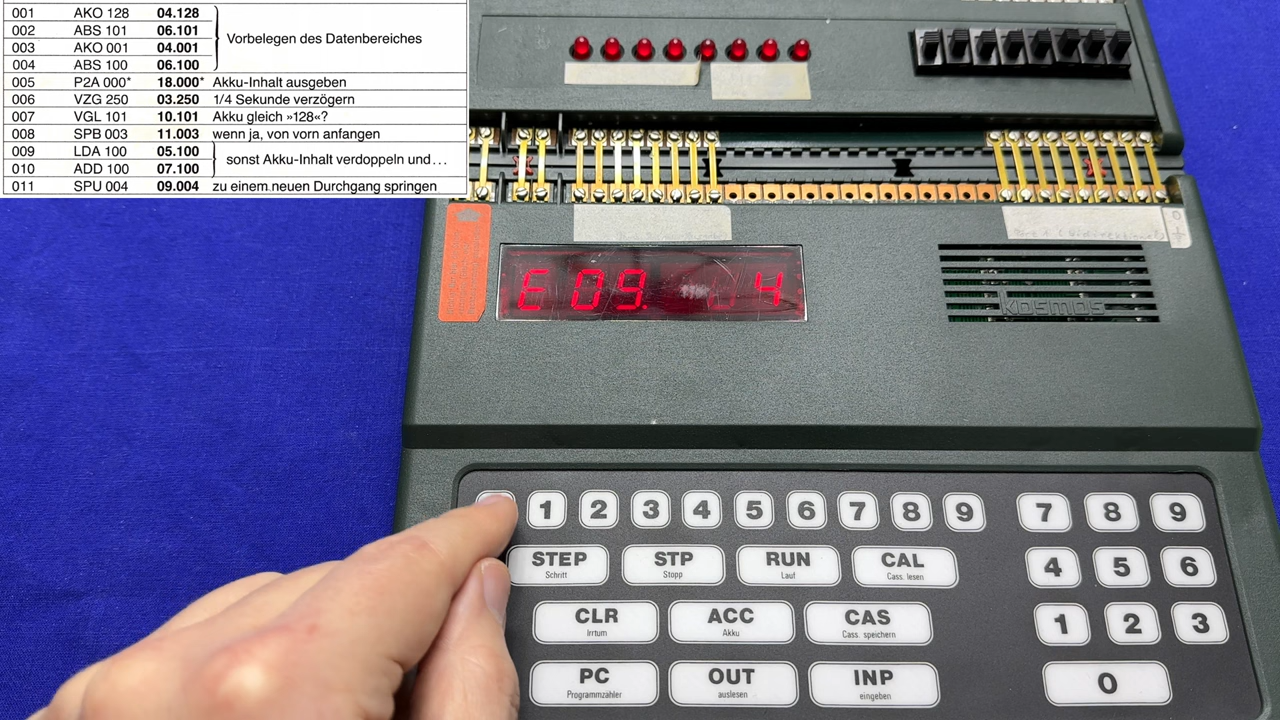 001 AKO 128 04.128
002 ABS 101 06.101 Vorbelegen des Datenbereiches
003 AKO 001 04.001
004 ABS 100 06.100
005 P2A 000* 18.000* Akku-Inhalt ausgeben
006 VZG 250 03.250 1/4 Sekunde verzögern
007 VGL 101 10.101 Akku gleich »128«?
008 SPB 003 11.003 wenn ja, von vorn anfangen
009 LDA 100 05.100 sonst Akku-Inhalt verdoppeln und...
010 ADD 100 07.100
011 SPU 004 09.004 zu einem neuen Durchgang springen
E 09. 4
kosmos
1 2 3 4 5 6 7 8 9 7 8 9
STEP STP RUN CAL 4 5 6
Schritt Stopp Lauf Cass. lesen
CLR ACC CAS 1 2 3
Irrtum Akku Cass. speichern
PC OUT INP 0
Programmzähler auslesen eingeben